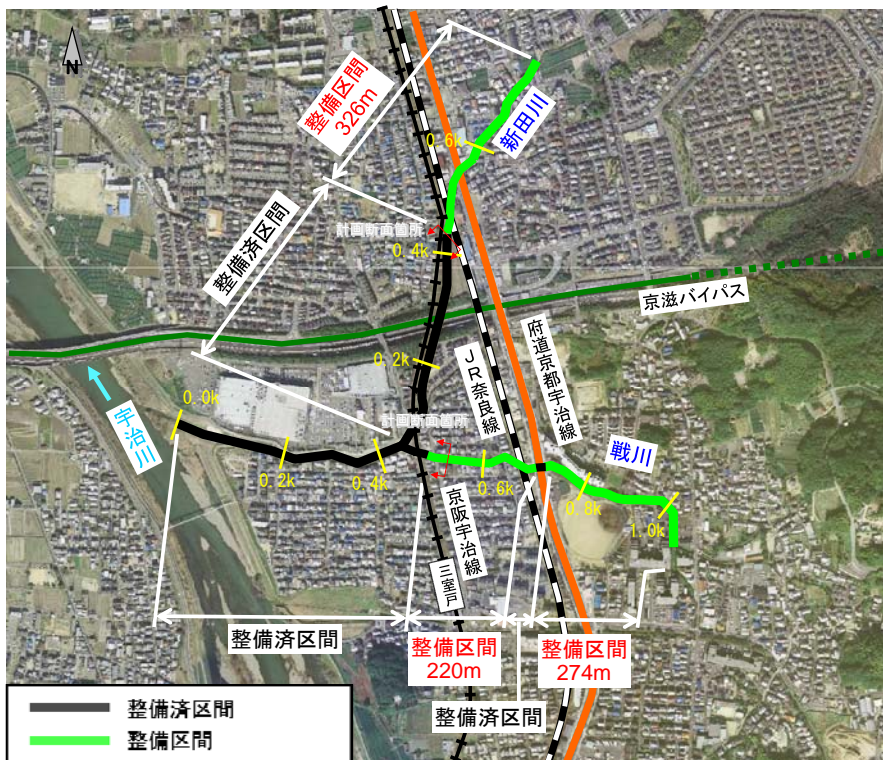 N
整備区間
326m
新田川
0.6k
整備済区間
計画断面箇所
0.4k
京滋バイパス
0.2k
JR奈良線
府道京都宇治線
宇治川
0.0k
計画断面箇所
戦川
0.2k
0.4k
0.6k
0.8k
1.0k
京阪宇治線
三室戸
整備済区間
整備区間
220m
整備区間
274m
整備済区間
整備済区間
整備区間